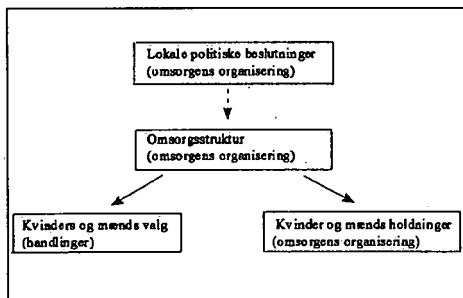 Lokale politiske beslutninger
(omsorgens organisering)
Omsorgsstruktur
(omsorgens organisering)
Kvinders og mænds valg
(handlinger)
Kvinder og mænds holdninger
(omsorgens organisering)